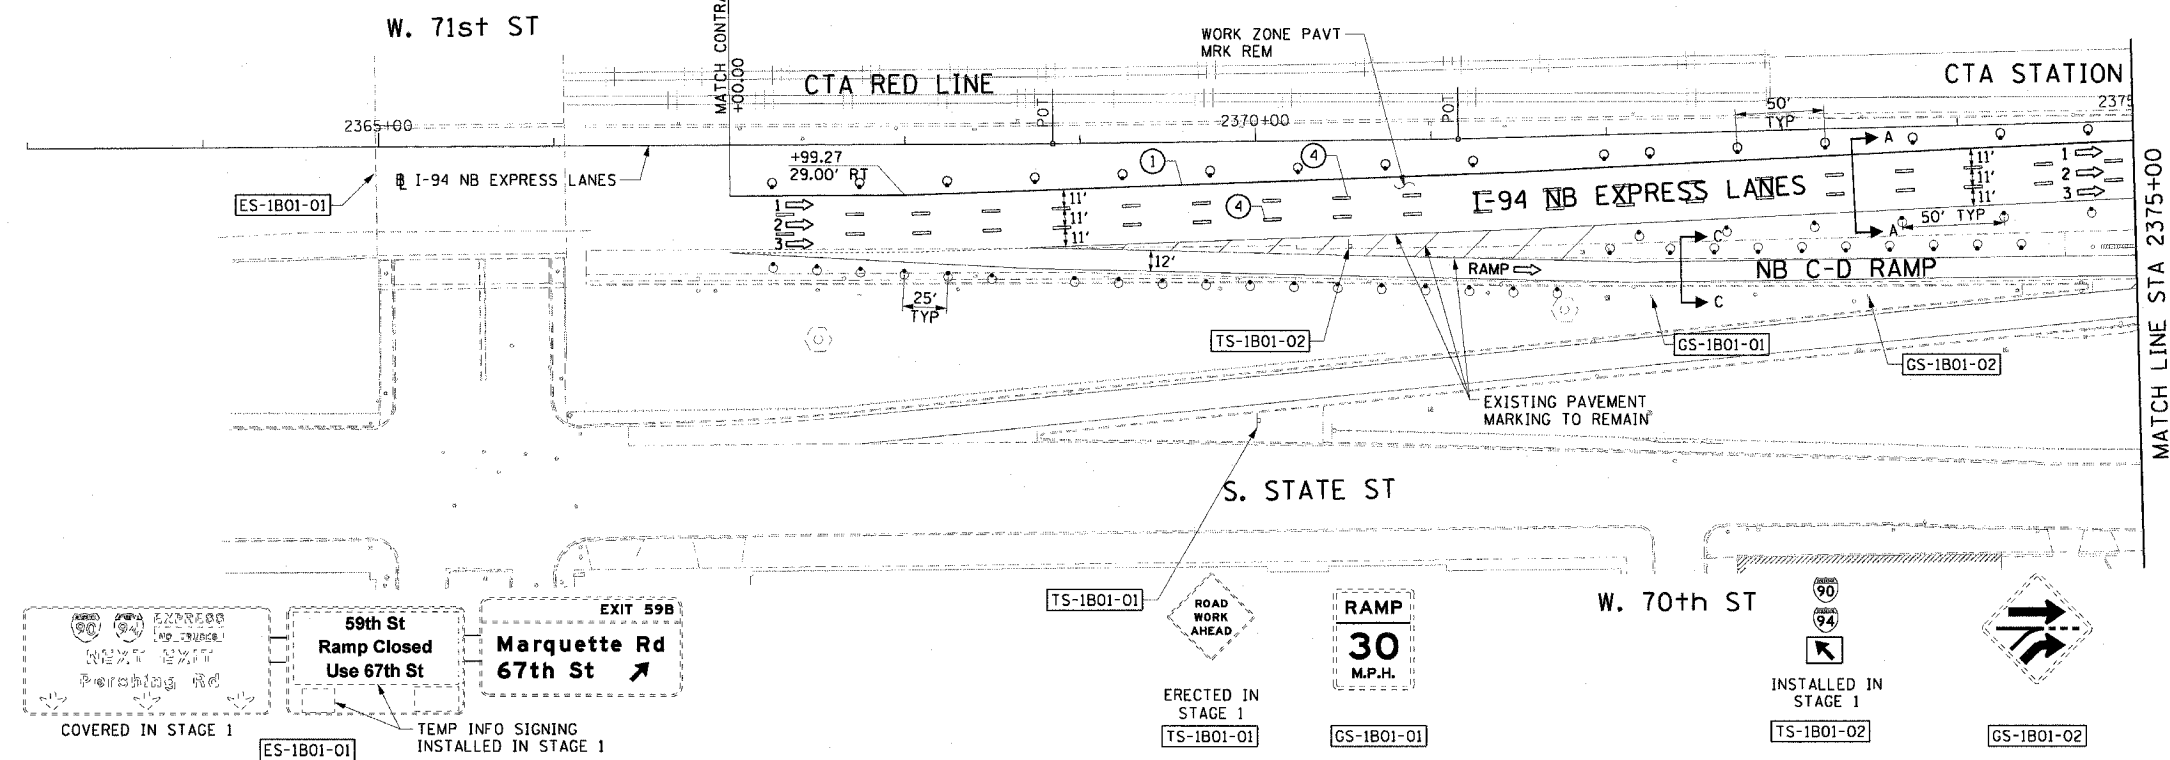 W. 71st ST
MATCH CONTRA
+00.00
CTA RED LINE
POT
WORK ZONE PAVT
MRK REM
POT
CTA STATION
2365+00
2370+00
50'
TYP
2375
I-94 NB EXPRESS LANES
+99.27
29.00' RT
1
4
A
ES-1B01-01
1
2
3
11'
11'
11'
4
I-94 NB EXPRESS LANES
11'
11'
11'
1
2
3
50' TYP
A
C
12'
RAMP
NB C-D RAMP
25'
TYP
C
TS-1B01-02
GS-1B01-01
GS-1B01-02
EXISTING PAVEMENT
MARKING TO REMAIN
MATCH LINE STA 2375+00
S. STATE ST
TS-1B01-01
W. 70th ST
90 94 EXPRESS
NO TRUCKS
NEXT EXIT
Pershing Rd
COVERED IN STAGE 1
59th St
Ramp Closed
Use 67th St
EXIT 59B
Marquette Rd
67th St
ES-1B01-01
TEMP INFO SIGNING
INSTALLED IN STAGE 1
ROAD
WORK
AHEAD
ERECTED IN
STAGE 1
TS-1B01-01
RAMP
30
M.P.H.
GS-1B01-01
90
94
INSTALLED IN
STAGE 1
TS-1B01-02
GS-1B01-02